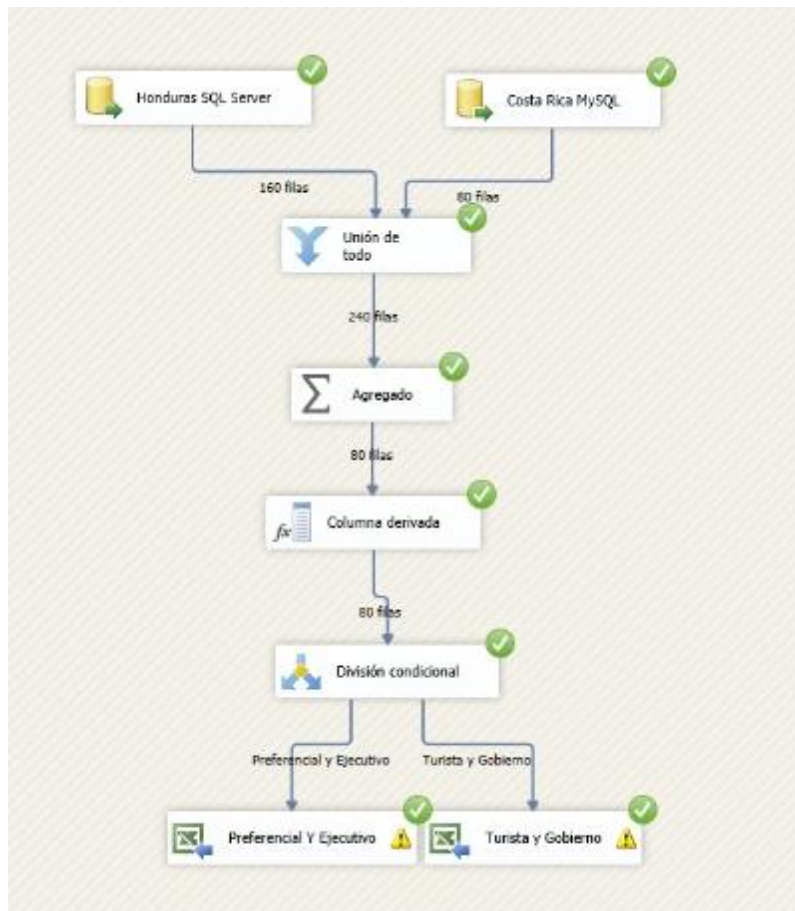 Honduras SQL Server
Costa Rica MySQL
160 filas
80 filas
Unión de
todo
240 filas
Agregado
80 filas
fx
Columna derivada
80 filas
División condicional
Preferencial y Ejecutivo
Turista y Gobierno
Preferencial Y Ejecutivo
Turista y Gobierno